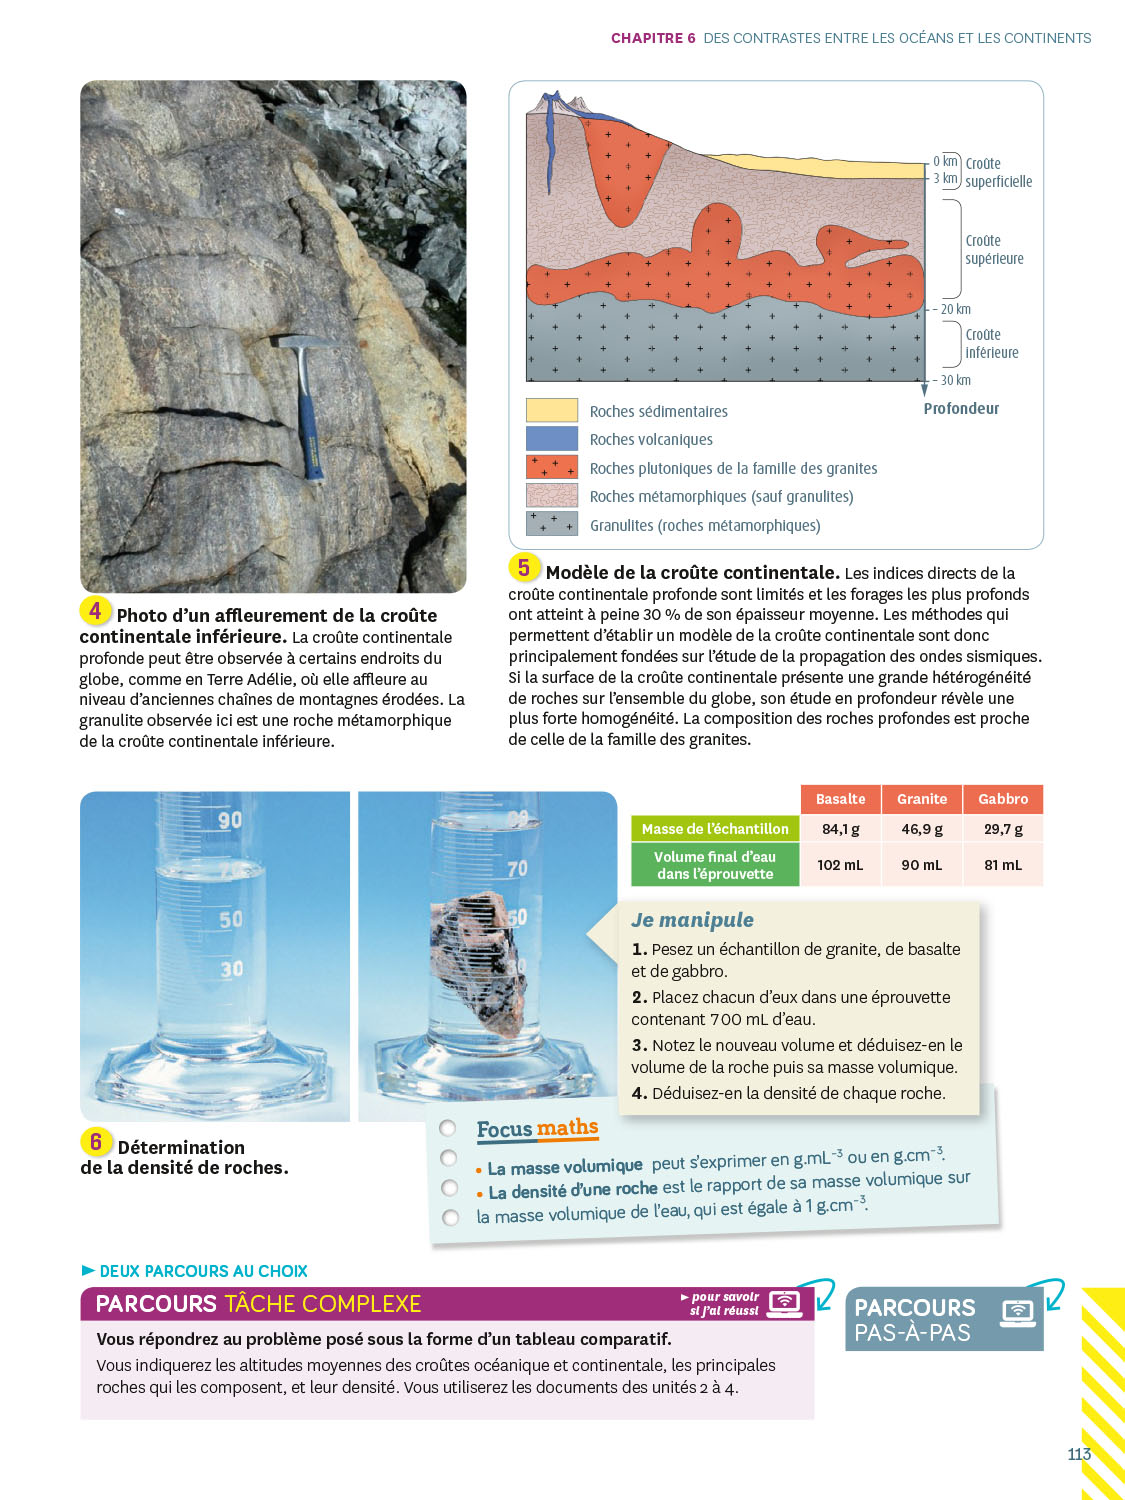 CHAPITRE 6 DES CONTRASTES ENTRE LES OCÉANS ET LES CONTINENTS
0 km
3 km
Croûte
superficielle
Croûte
supérieure
– 20 km
Croûte
inférieure
– 30 km
Profondeur
Roches sédimentaires
Roches volcaniques
Roches plutoniques de la famille des granites
Roches métamorphiques (sauf granulites)
Granulites (roches métamorphiques)
4 Photo d'un affleurement de la croûte
continentale inférieure. La croûte continentale
profonde peut être observée à certains endroits du
globe, comme en Terre Adélie, où elle affleure au
niveau d'anciennes chaînes de montagnes érodées. La
granulite observée ici est une roche métamorphique
de la croûte continentale inférieure.
5 Modèle de la croûte continentale. Les indices directs de la
croûte continentale profonde sont limités et les forages les plus profonds
ont atteint à peine 30 % de son épaisseur moyenne. Les méthodes qui
permettent d'établir un modèle de la croûte continentale sont donc
principalement fondées sur l'étude de la propagation des ondes sismiques.
Si la surface de la croûte continentale présente une grande hétérogénéité
de roches sur l'ensemble du globe, son étude en profondeur révèle une
plus forte homogénéité. La composition des roches profondes est proche
de celle de la famille des granites.
90
50
30
70
50
Basalte Granite Gabbro
Masse de l'échantillon 84,1 g 46,9 g 29,7 g
Volume final d'eau
dans l'éprouvette 102 mL 90 mL 81 mL
Je manipule
1. Pesez un échantillon de granite, de basalte
et de gabbro.
2. Placez chacun d'eux dans une éprouvette
contenant 700 mL d'eau.
3. Notez le nouveau volume et déduisez-en le
volume de la roche puis sa masse volumique.
4. Déduisez-en la densité de chaque roche.
6 Détermination
de la densité de roches.
Focus maths
• La masse volumique peut s'exprimer en g.mL⁻³ ou en g.cm⁻³.
• La densité d'une roche est le rapport de sa masse volumique sur
la masse volumique de l'eau, qui est égale à 1 g.cm⁻³.
► DEUX PARCOURS AU CHOIX
PARCOURS TÂCHE COMPLEXE
► pour savoir
si j'ai réussi
Vous répondrez au problème posé sous la forme d'un tableau comparatif.
Vous indiquerez les altitudes moyennes des croûtes océanique et continentale, les principales
roches qui les composent, et leur densité. Vous utiliserez les documents des unités 2 à 4.
PARCOURS
PAS-À-PAS
113